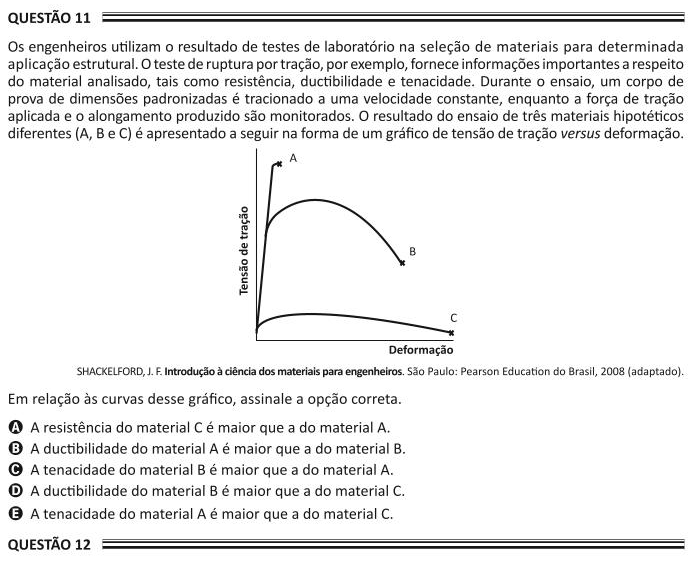 QUESTÃO 11
Os engenheiros utilizam o resultado de testes de laboratório na seleção de materiais para determinada
aplicação estrutural. O teste de ruptura por tração, por exemplo, fornece informações importantes a respeito
do material analisado, tais como resistência, ductibilidade e tenacidade. Durante o ensaio, um corpo de
prova de dimensões padronizadas é tracionado a uma velocidade constante, enquanto a força de tração
aplicada e o alongamento produzido são monitorados. O resultado do ensaio de três materiais hipotéticos
diferentes (A, B e C) é apresentado a seguir na forma de um gráfico de tensão de tração versus deformação.
A
Tensão de tração
B
C
Deformação
SHACKELFORD, J. F. Introdução à ciência dos materiais para engenheiros. São Paulo: Pearson Education do Brasil, 2008 (adaptado).
Em relação às curvas desse gráfico, assinale a opção correta.
A A resistência do material C é maior que a do material A.
B A ductibilidade do material A é maior que a do material B.
C A tenacidade do material B é maior que a do material A.
D A ductibilidade do material B é maior que a do material C.
E A tenacidade do material A é maior que a do material C.
QUESTÃO 12